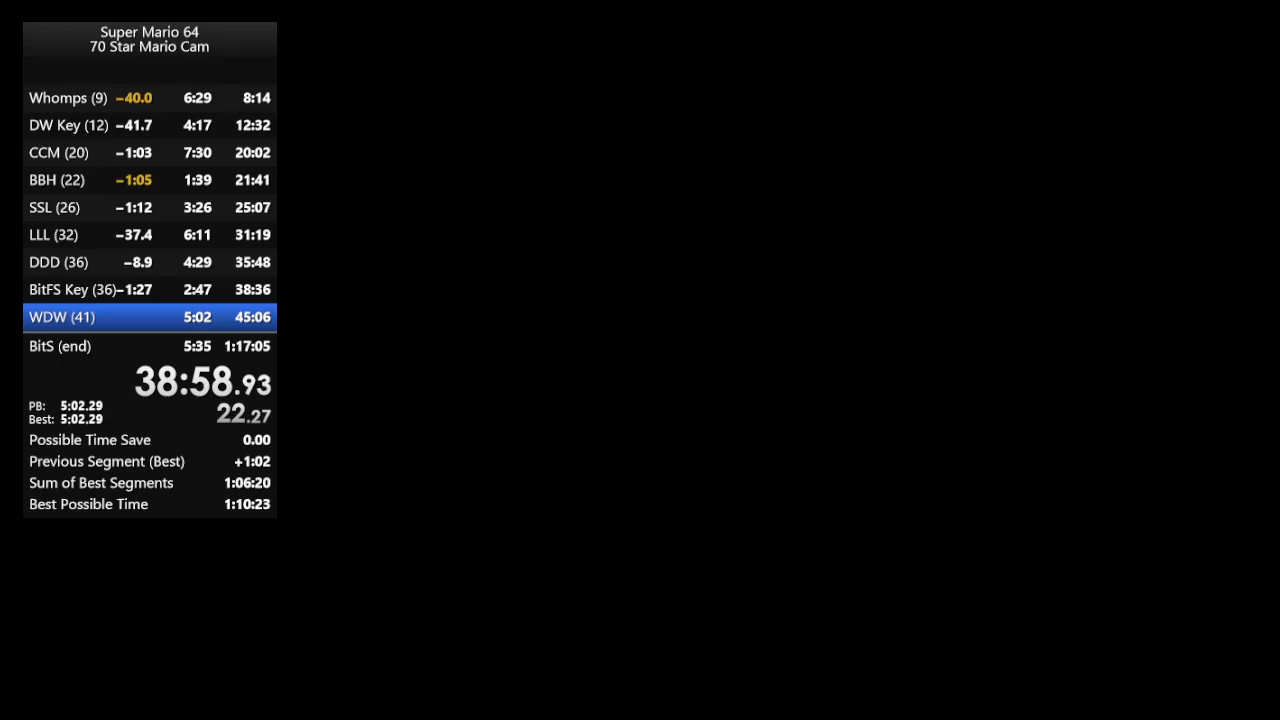 Super Mario 64
70 Star Mario Cam
Whomps (9) −40.0 6:29 8:14
DW Key (12) −41.7 4:17 12:32
CCM (20) −1:03 7:30 20:02
BBH (22) −1:05 1:39 21:41
SSL (26) −1:12 3:26 25:07
LLL (32) −37.4 6:11 31:19
DDD (36) −8.9 4:29 35:48
BitFS Key (36) −1:27 2:47 38:36
WDW (41) 5:02 45:06
BitS (end) 5:35 1:17:05
38:58.93
PB: 5:02.29
Best: 5:02.29
22.27
Possible Time Save 0.00
Previous Segment (Best) +1:02
Sum of Best Segments 1:06:20
Best Possible Time 1:10:23